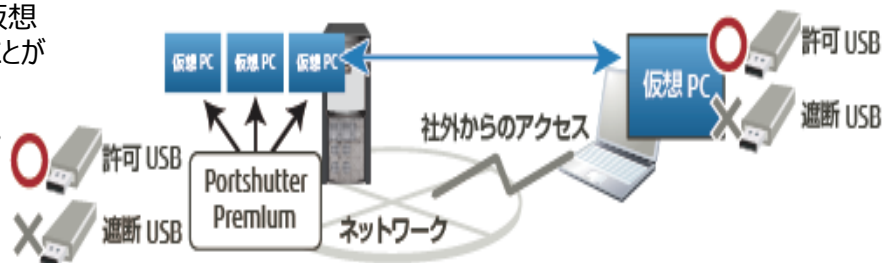 仮想
ことが
仮想 PC
仮想 PC
仮想 PC
仮想 PC
許可 USB
遮断 USB
社外からのアクセス
許可 USB
遮断 USB
Portshutter
Premium
ネットワーク